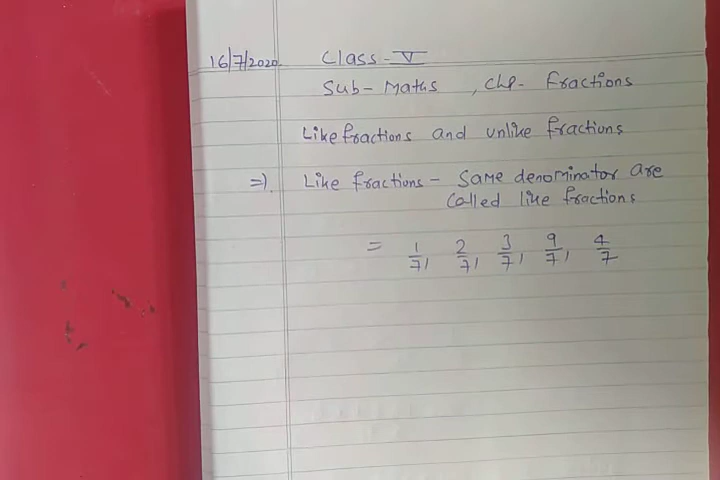 16/7/2020. Class - V
Sub - Maths , Chp - Fractions
Like fractions and unlike fractions
=). Like fractions - Same denominator are
called like fractions
= 1/7, 2/7, 3/7, 9/7, 4/7